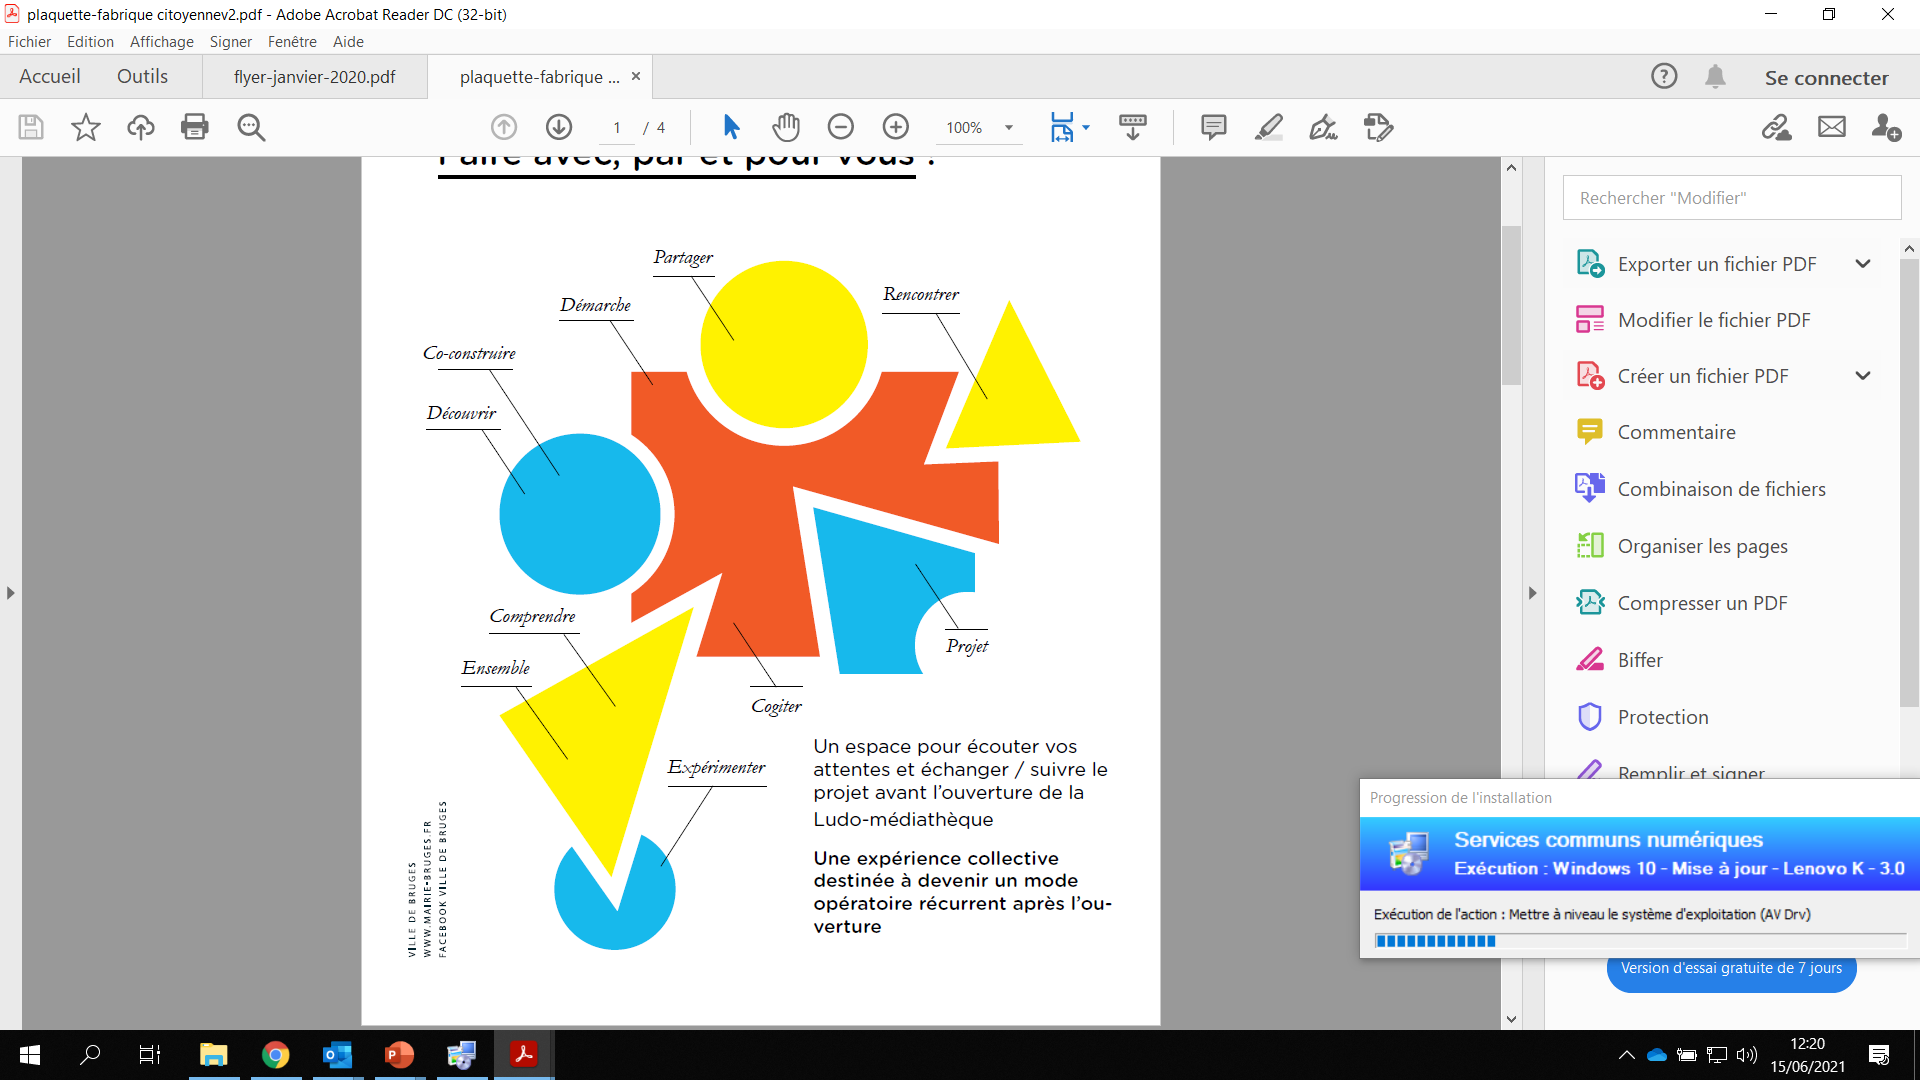 plaquette-fabrique citoyennev2.pdf - Adobe Acrobat Reader DC (32-bit)
Fichier Edition Affichage Signer Fenêtre Aide
Accueil Outils flyer-janvier-2020.pdf plaquette-fabrique ... × Se connecter
1 / 4 100%
Faire avec, par et pour vous :
Partager
Rencontrer
Démarche
Co-construire
Découvrir
Comprendre
Ensemble
Projet
Cogiter
Expérimenter
Un espace pour écouter vos
attentes et échanger / suivre le
projet avant l'ouverture de la
Ludo-médiathèque
Une expérience collective
destinée à devenir un mode
opératoire récurrent après l'ou-
verture
VILLE DE BRUGES
WWW.MAIRIE•BRUGES.FR
FACEBOOK VILLE DE BRUGES
Rechercher "Modifier"
Exporter un fichier PDF
Modifier le fichier PDF
Créer un fichier PDF
Commentaire
Combinaison de fichiers
Organiser les pages
Compresser un PDF
Biffer
Protection
Remplir et signer
Progression de l'installation
Services communs numériques
Exécution : Windows 10 - Mise à jour - Lenovo K - 3.0
Exécution de l'action : Mettre à niveau le système d'exploitation (AV Drv)
Version d'essai gratuite de 7 jours
12:20
15/06/2021